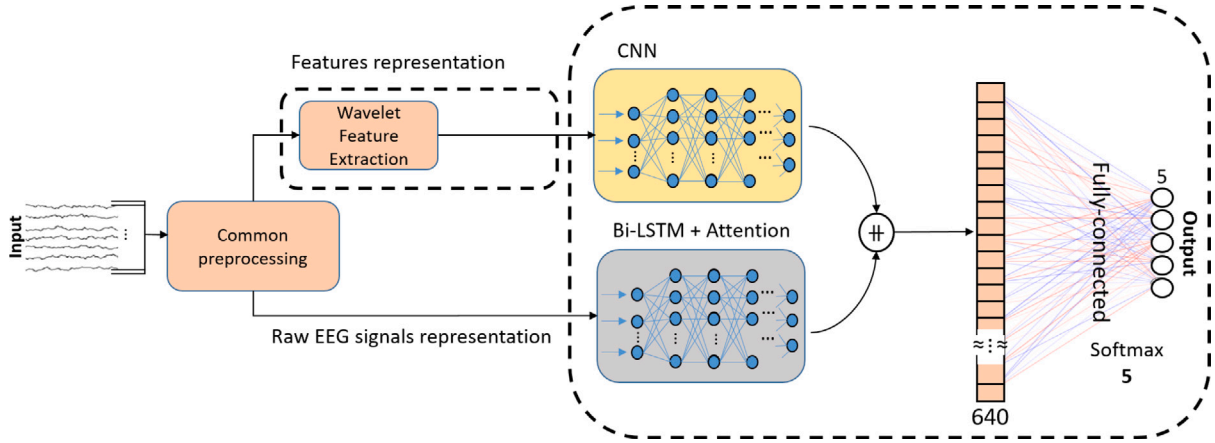 Input
Common
preprocessing
Features representation
Wavelet
Feature
Extraction
Raw EEG signals representation
CNN
Bi-LSTM + Attention
640
Fully-connected
5
Output
Softmax
5